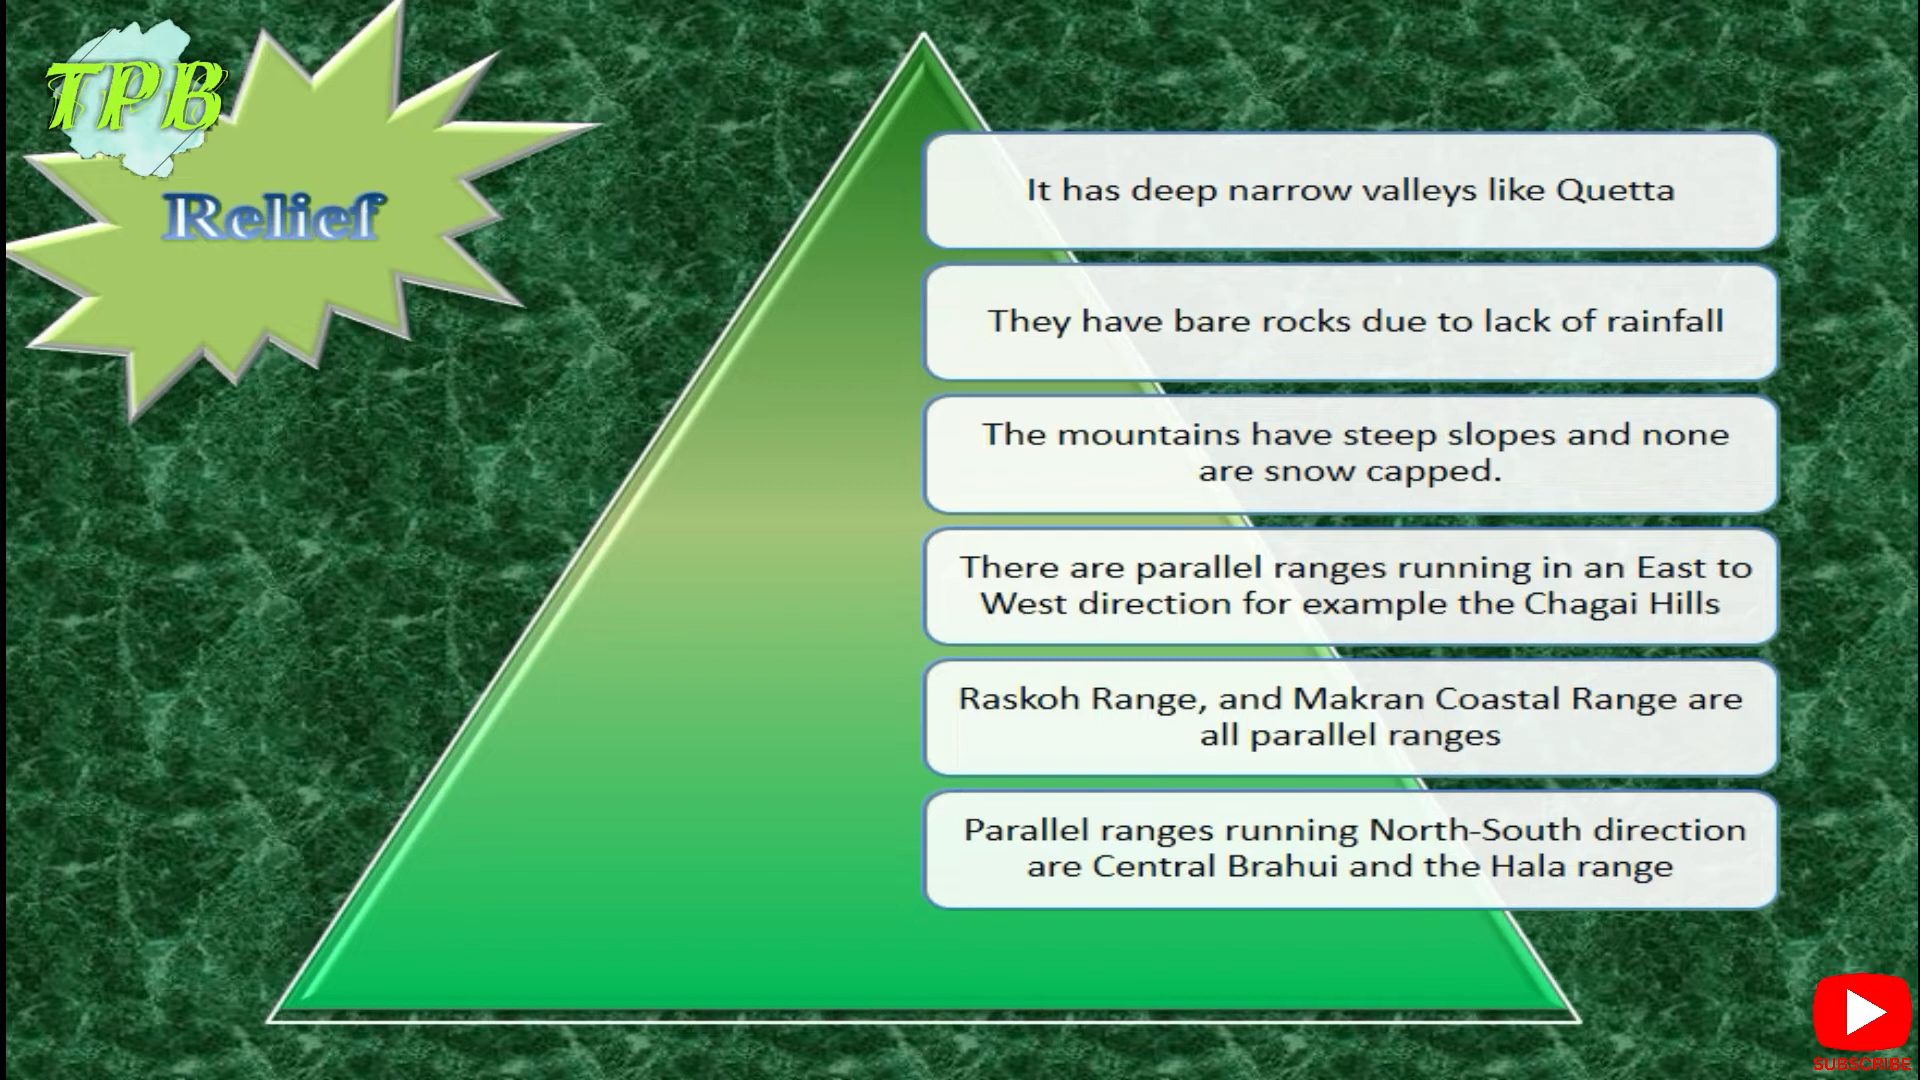 TPB
Relief
It has deep narrow valleys like Quetta
They have bare rocks due to lack of rainfall
The mountains have steep slopes and none
are snow capped.
There are parallel ranges running in an East to
West direction for example the Chagai Hills
Raskoh Range, and Makran Coastal Range are
all parallel ranges
Parallel ranges running North-South direction
are Central Brahui and the Hala range
SUBSCRIBE